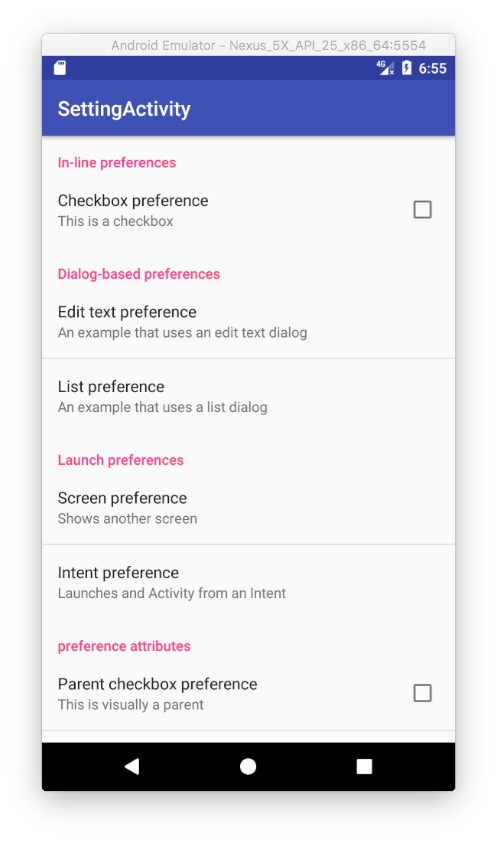 Android Emulator - Nexus_5X_API_25_x86_64:5554
4G 6:55
SettingActivity
In-line preferences
Checkbox preference
This is a checkbox
Dialog-based preferences
Edit text preference
An example that uses an edit text dialog
List preference
An example that uses a list dialog
Launch preferences
Screen preference
Shows another screen
Intent preference
Launches and Activity from an Intent
preference attributes
Parent checkbox preference
This is visually a parent